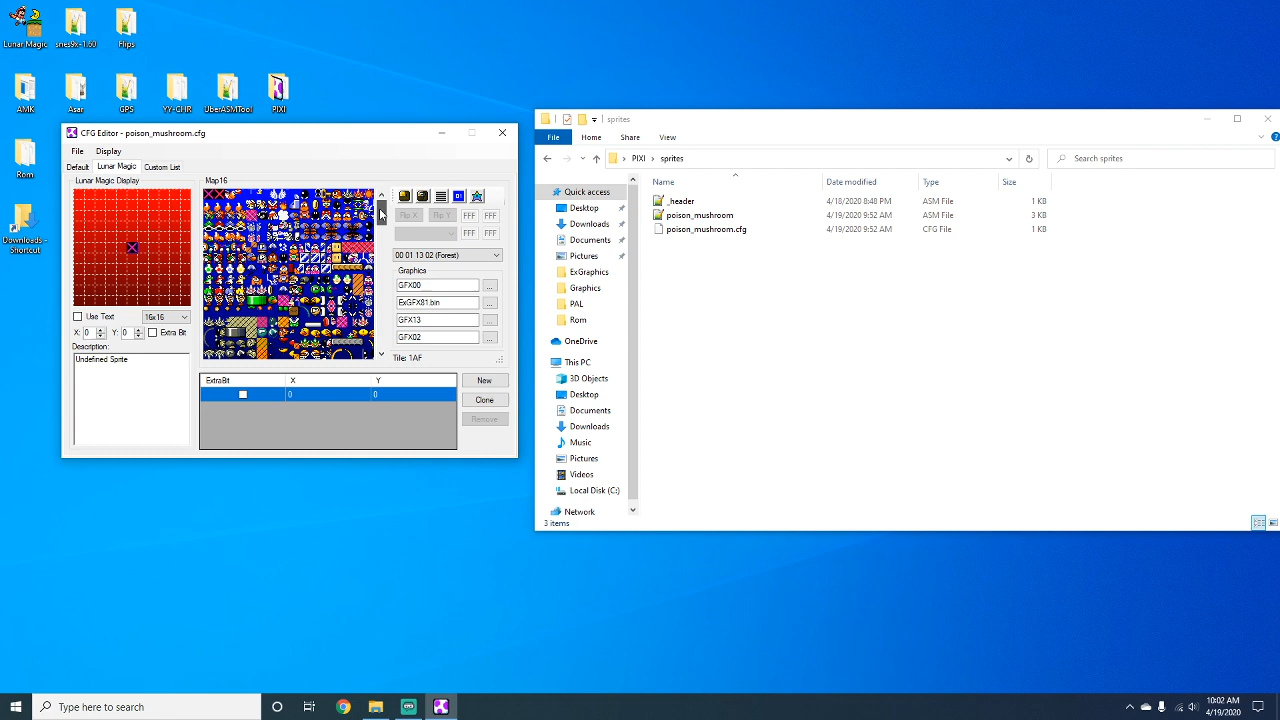 Lunar Magic
snes9x-1.60
Flips
AMK
Asar
GPS
YY-CHR
UberASMTool
PIXI
Rom
Downloads - Shortcut
CFG Editor - poison_mushroom.cfg
File Display
Default Lunar Magic Custom List
Lunar Magic Display
Map16
Flip X Flip Y FFF FFF
FFF FFF
00 01 13 02 (Forest)
Graphics
GFX00 ...
ExGFX81.bin ...
GFX13 ...
GFX02 ...
Tile: 1AF
Use Text 16x16
X: 0 Y: 0 Extra Bit
Description:
Undefined Sprite
ExtraBit X Y
0 0
New
Clone
Remove
sprites
File Home Share View
PIXI sprites
Search sprites
Name Date modified Type Size
_header 4/18/2020 8:48 PM ASM File 1 KB
poison_mushroom 4/19/2020 9:52 AM ASM File 3 KB
poison_mushroom.cfg 4/19/2020 9:52 AM CFG File 1 KB
Quick access
Desktop
Downloads
Documents
Pictures
ExGraphics
Graphics
PAL
Rom
OneDrive
This PC
3D Objects
Desktop
Documents
Downloads
Music
Pictures
Videos
Local Disk (C:)
Network
3 items
Type here to search
10:02 AM
4/19/2020